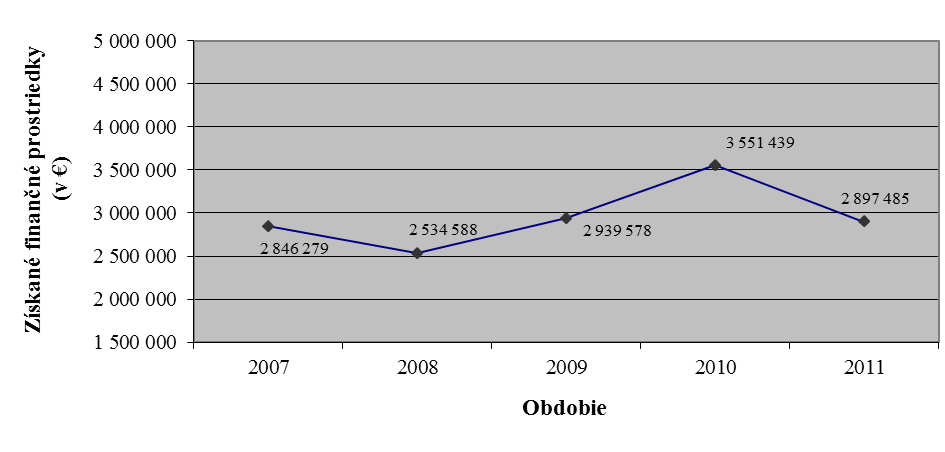 Získané finančné prostriedky
(v €)
5 000 000
4 500 000
4 000 000
3 500 000
3 000 000
2 500 000
2 000 000
1 500 000
2 846 279
2 534 588
2 939 578
3 551 439
2 897 485
2007
2008
2009
2010
2011
Obdobie